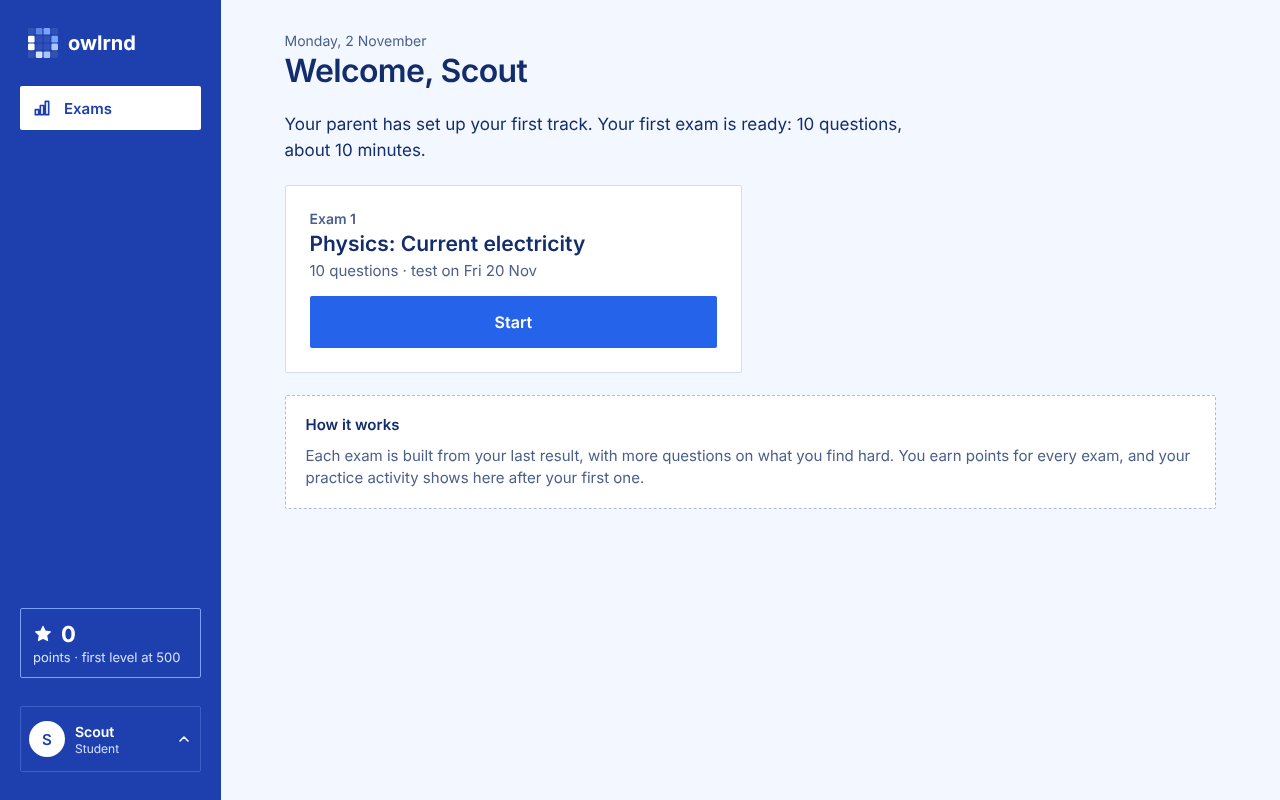 owlrnd
Exams
Monday, 2 November
Welcome, Scout
Your parent has set up your first track. Your first exam is ready: 10 questions,
about 10 minutes.
Exam 1
Physics: Current electricity
10 questions · test on Fri 20 Nov
Start
How it works
Each exam is built from your last result, with more questions on what you find hard. You earn points for every exam, and your
practice activity shows here after your first one.
0
points · first level at 500
S
Scout
Student